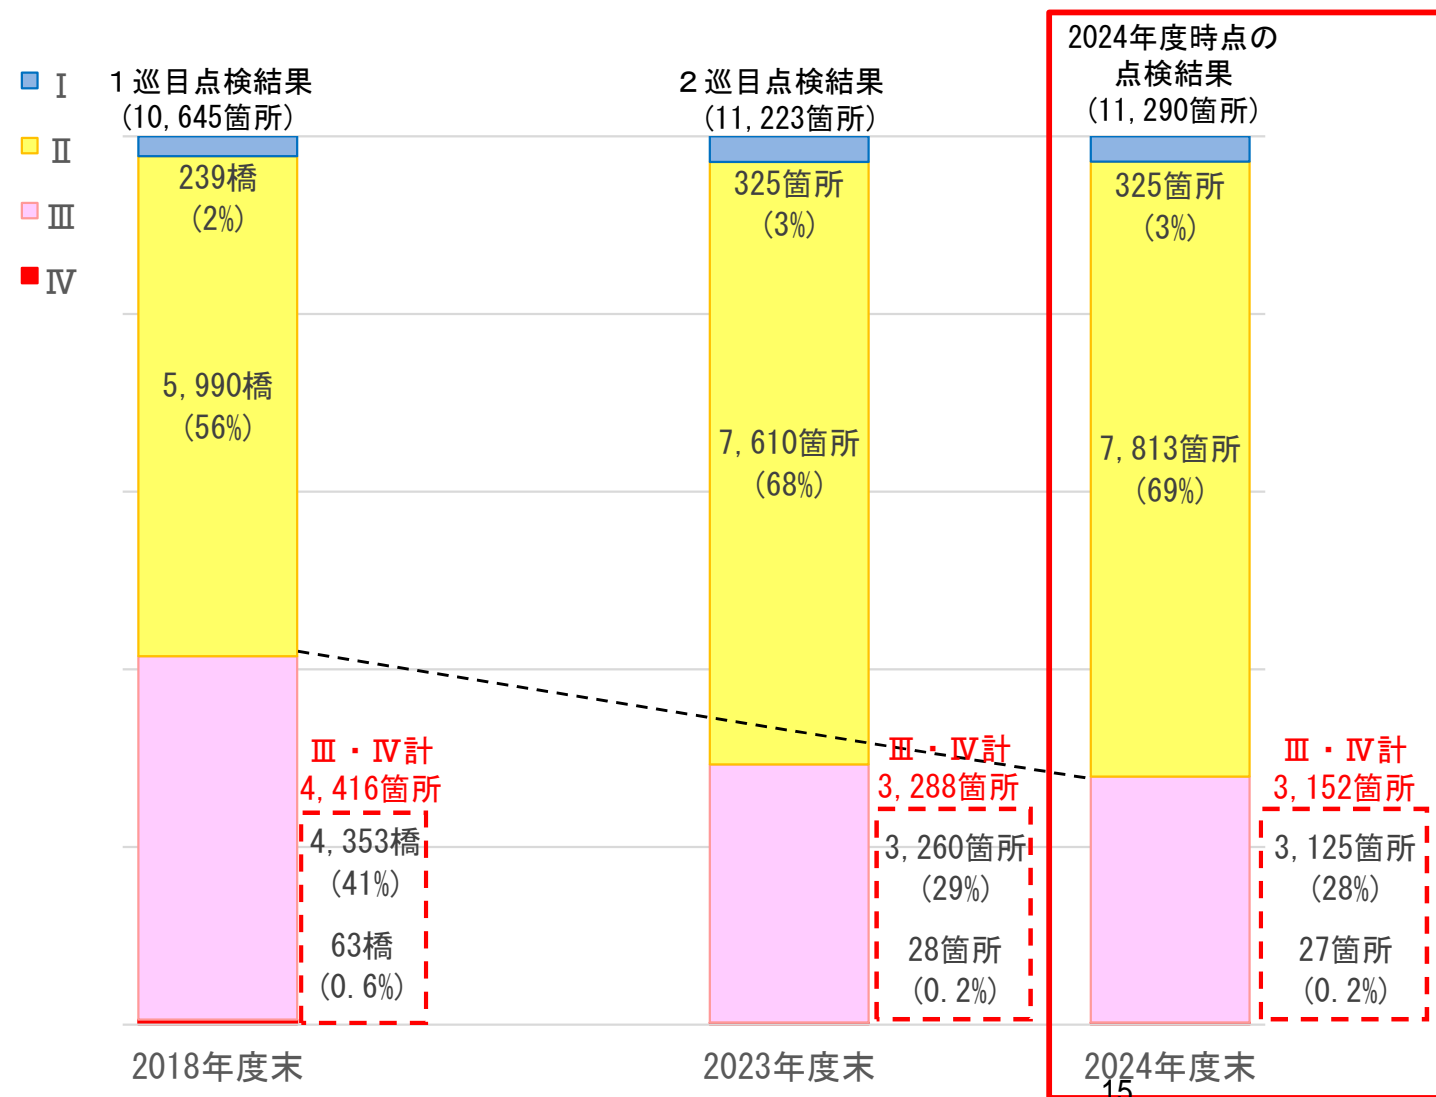 Ⅰ
Ⅱ
Ⅲ
Ⅳ
１巡目点検結果
(10,645箇所)
239橋
(2%)
5,990橋
(56%)
Ⅲ・Ⅳ計
4,416箇所
4,353橋
(41%)
63橋
(0.6%)
2018年度末
２巡目点検結果
(11,223箇所)
325箇所
(3%)
7,610箇所
(68%)
Ⅲ・Ⅳ計
3,288箇所
3,260箇所
(29%)
28箇所
(0.2%)
2023年度末
2024年度時点の
点検結果
(11,290箇所)
325箇所
(3%)
7,813箇所
(69%)
Ⅲ・Ⅳ計
3,152箇所
3,125箇所
(28%)
27箇所
(0.2%)
2024年度末
15